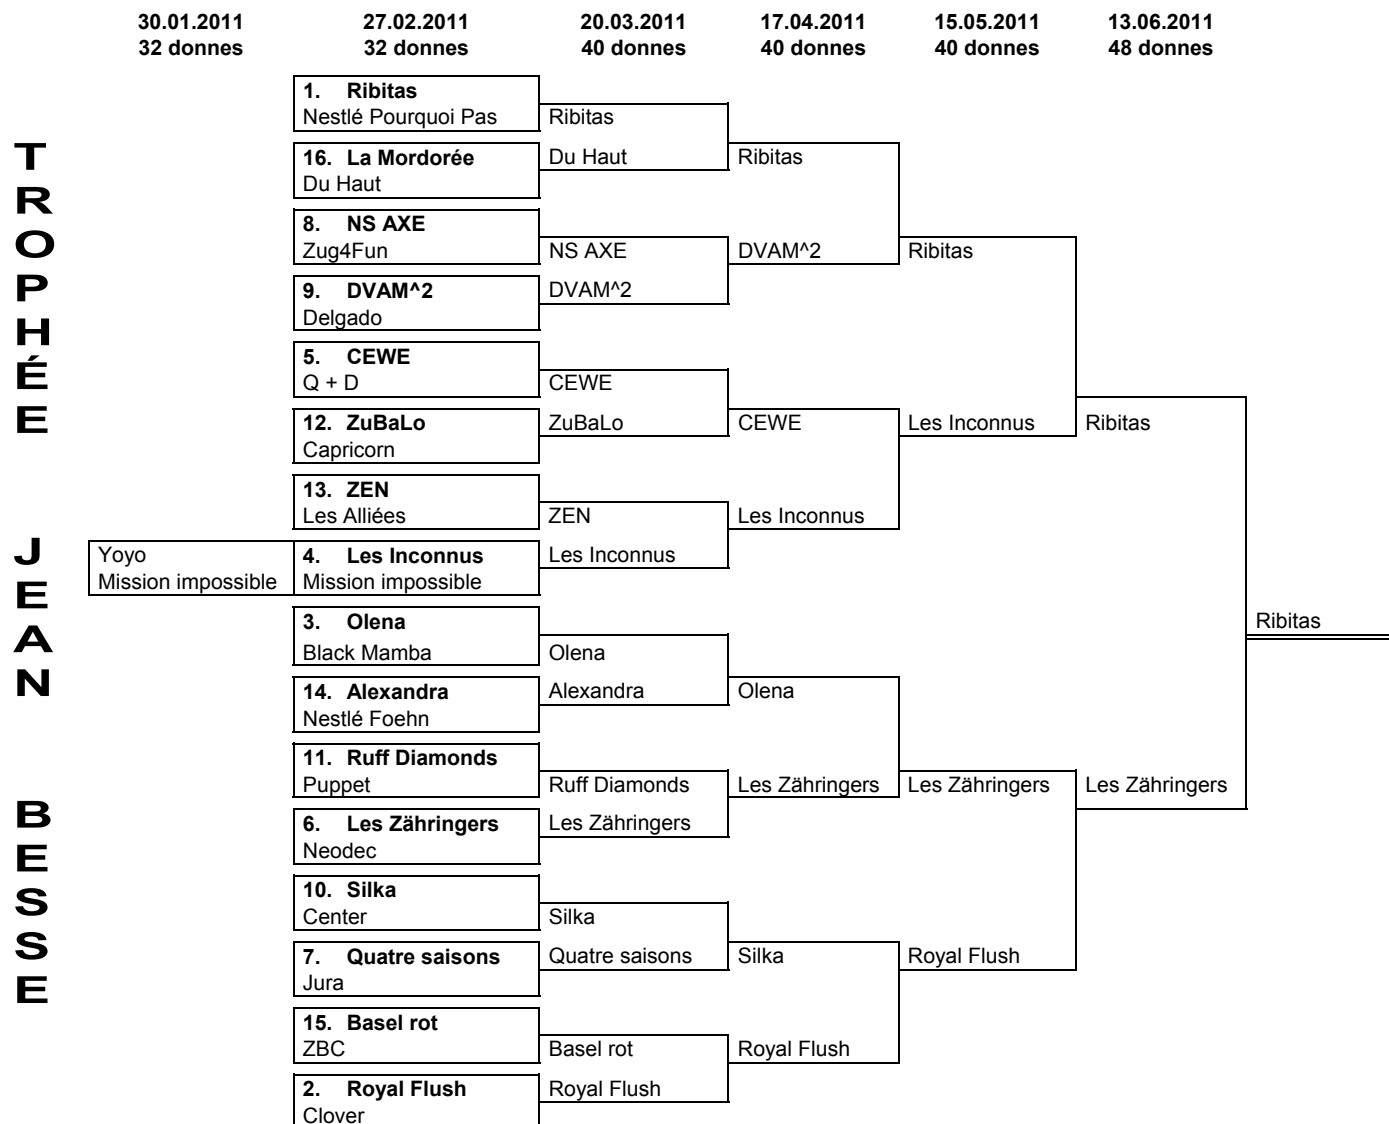 30.01.2011 27.02.2011 20.03.2011 17.04.2011 15.05.2011 13.06.2011
32 donnes 32 donnes 40 donnes 40 donnes 40 donnes 48 donnes
TROPHÉE JEAN BESSE
1. Ribitas
Nestlé Pourquoi Pas Ribitas
16. La Mordorée Du Haut Ribitas
Du Haut
8. NS AXE
Zug4Fun NS AXE DVAM^2 Ribitas
9. DVAM^2 DVAM^2
Delgado
5. CEWE
Q + D CEWE
12. ZuBaLo ZuBaLo CEWE Les Inconnus Ribitas
Capricorn
13. ZEN
Les Alliées ZEN Les Inconnus
Yoyo 4. Les Inconnus Les Inconnus
Mission impossible Mission impossible
3. Olena Ribitas
Black Mamba Olena
14. Alexandra Alexandra Olena
Nestlé Foehn
11. Ruff Diamonds
Puppet Ruff Diamonds Les Zähringers Les Zähringers Les Zähringers
6. Les Zähringers Les Zähringers
Neodec
10. Silka
Center Silka
7. Quatre saisons Quatre saisons Silka Royal Flush
Jura
15. Basel rot
ZBC Basel rot Royal Flush
2. Royal Flush Royal Flush
Clover